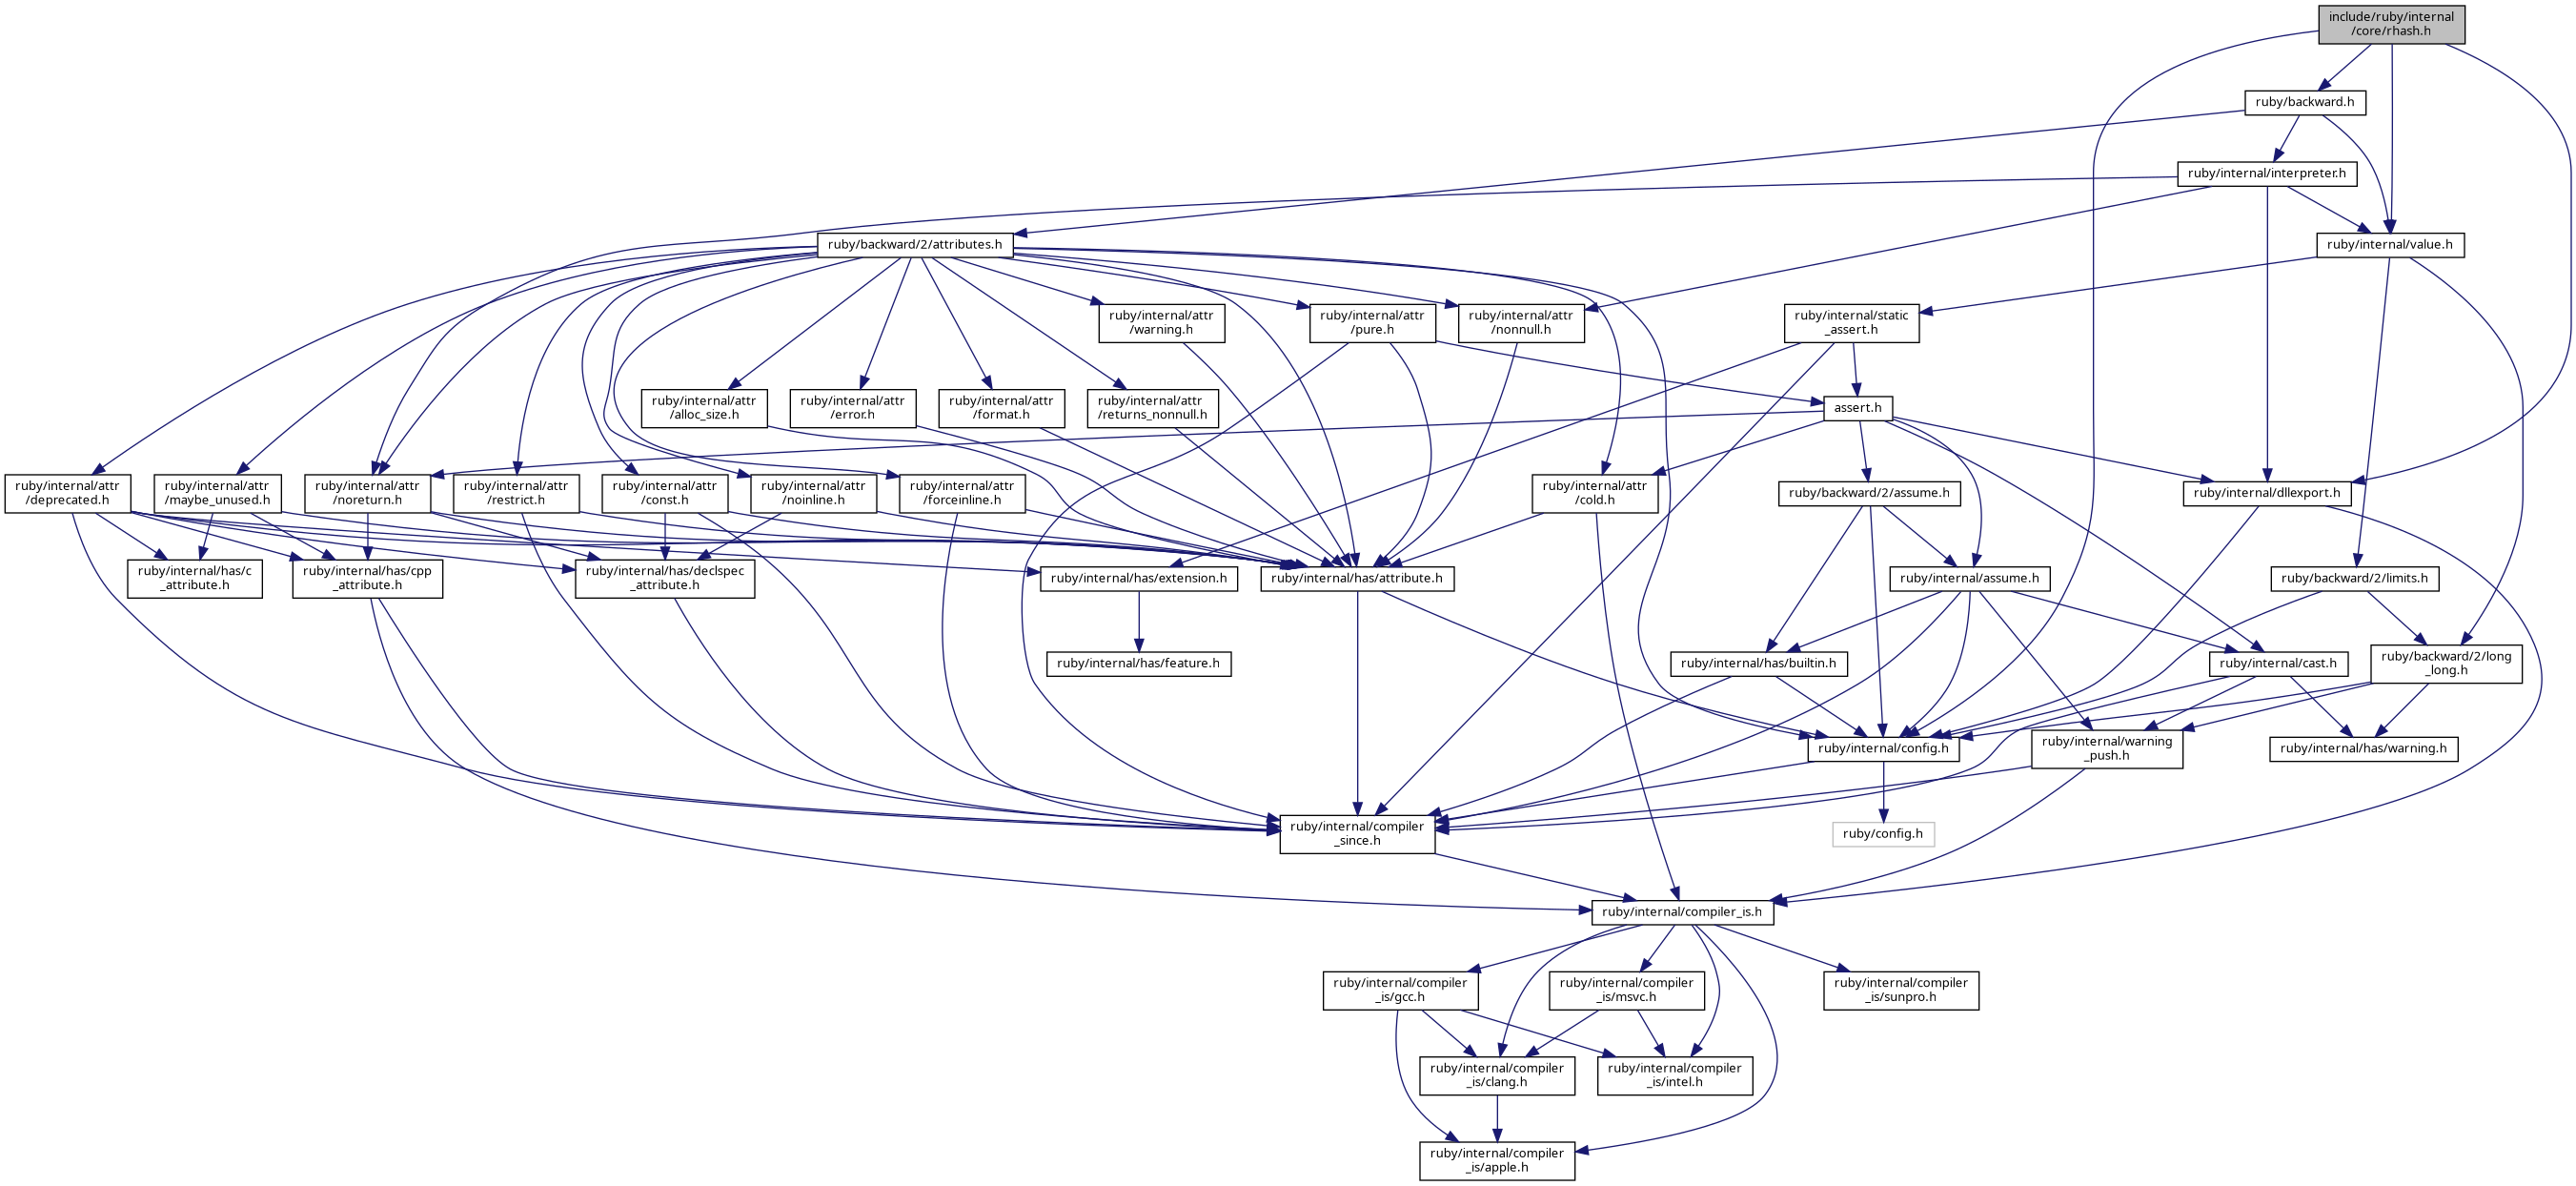 include/ruby/internal
/core/rhash.h
ruby/backward.h
ruby/internal/interpreter.h
ruby/backward/2/attributes.h
ruby/internal/value.h
ruby/internal/attr
/warning.h
ruby/internal/attr
/pure.h
ruby/internal/attr
/nonnull.h
ruby/internal/static
_assert.h
ruby/internal/attr
/alloc_size.h
ruby/internal/attr
/error.h
ruby/internal/attr
/format.h
ruby/internal/attr
/returns_nonnull.h
assert.h
ruby/internal/attr
/deprecated.h
ruby/internal/attr
/maybe_unused.h
ruby/internal/attr
/noreturn.h
ruby/internal/attr
/restrict.h
ruby/internal/attr
/const.h
ruby/internal/attr
/noinline.h
ruby/internal/attr
/forceinline.h
ruby/internal/attr
/cold.h
ruby/backward/2/assume.h
ruby/internal/dllexport.h
ruby/internal/has/c
_attribute.h
ruby/internal/has/cpp
_attribute.h
ruby/internal/has/declspec
_attribute.h
ruby/internal/has/extension.h
ruby/internal/has/attribute.h
ruby/internal/assume.h
ruby/backward/2/limits.h
ruby/internal/has/feature.h
ruby/internal/has/builtin.h
ruby/internal/cast.h
ruby/backward/2/long
_long.h
ruby/internal/config.h
ruby/internal/warning
_push.h
ruby/internal/has/warning.h
ruby/internal/compiler
_since.h
ruby/config.h
ruby/internal/compiler_is.h
ruby/internal/compiler
_is/gcc.h
ruby/internal/compiler
_is/msvc.h
ruby/internal/compiler
_is/sunpro.h
ruby/internal/compiler
_is/clang.h
ruby/internal/compiler
_is/intel.h
ruby/internal/compiler
_is/apple.h